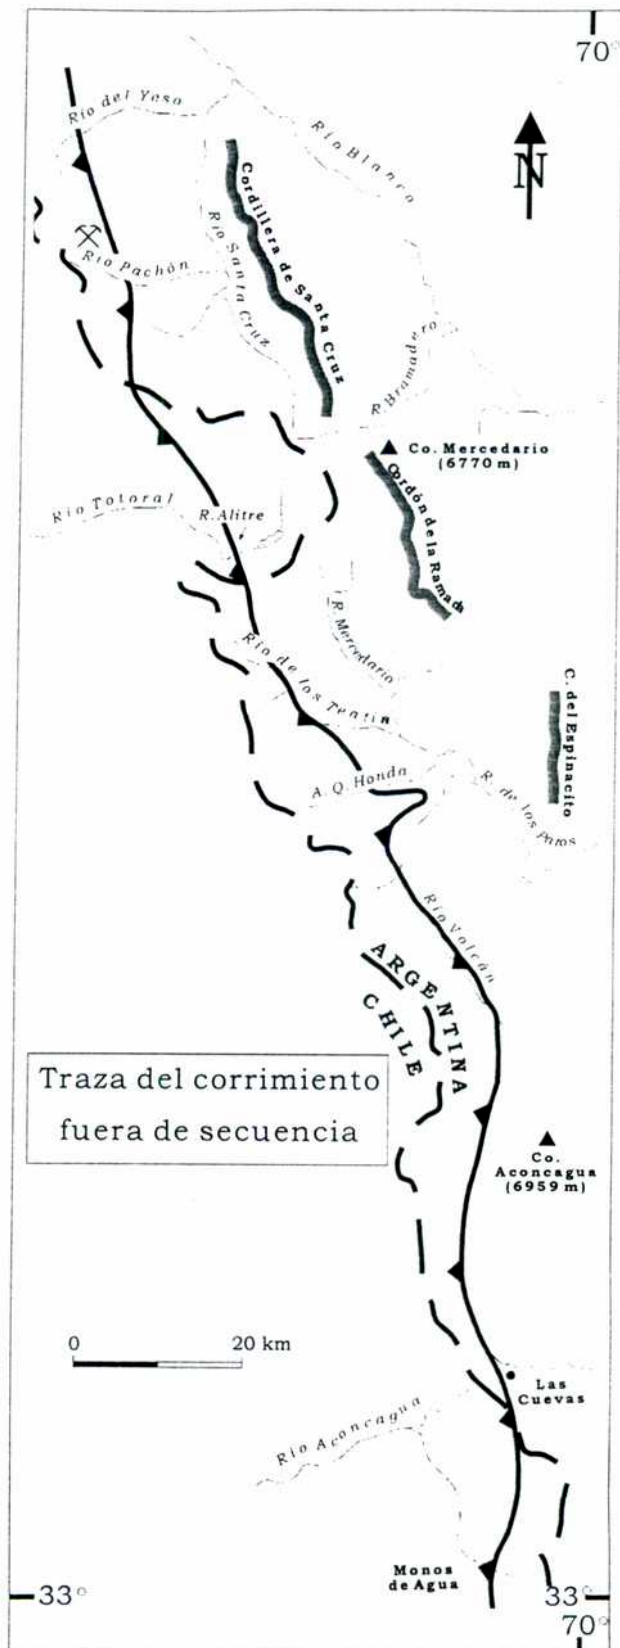 70°
Río del Yeso
Río Blanco
N
Cordillera de Santa Cruz
Río Santa Cruz
Río Pachón
R. Bramadero
Co. Mercedario
(6770 m)
Cordón de la Ramada
Río Totoral
R. Alitre
R. Mercedario
Río de los Teatin
C. del Espinacito
A. Q. Honda
R. de los Patos
Río Volcán
ARGENTINA
CHILE
Traza del corrimiento
fuera de secuencia
Co.
Aconcagua
(6959 m)
0 20 km
Las
Cuevas
Río Aconcagua
Monos
de Agua
33°
33°
70°